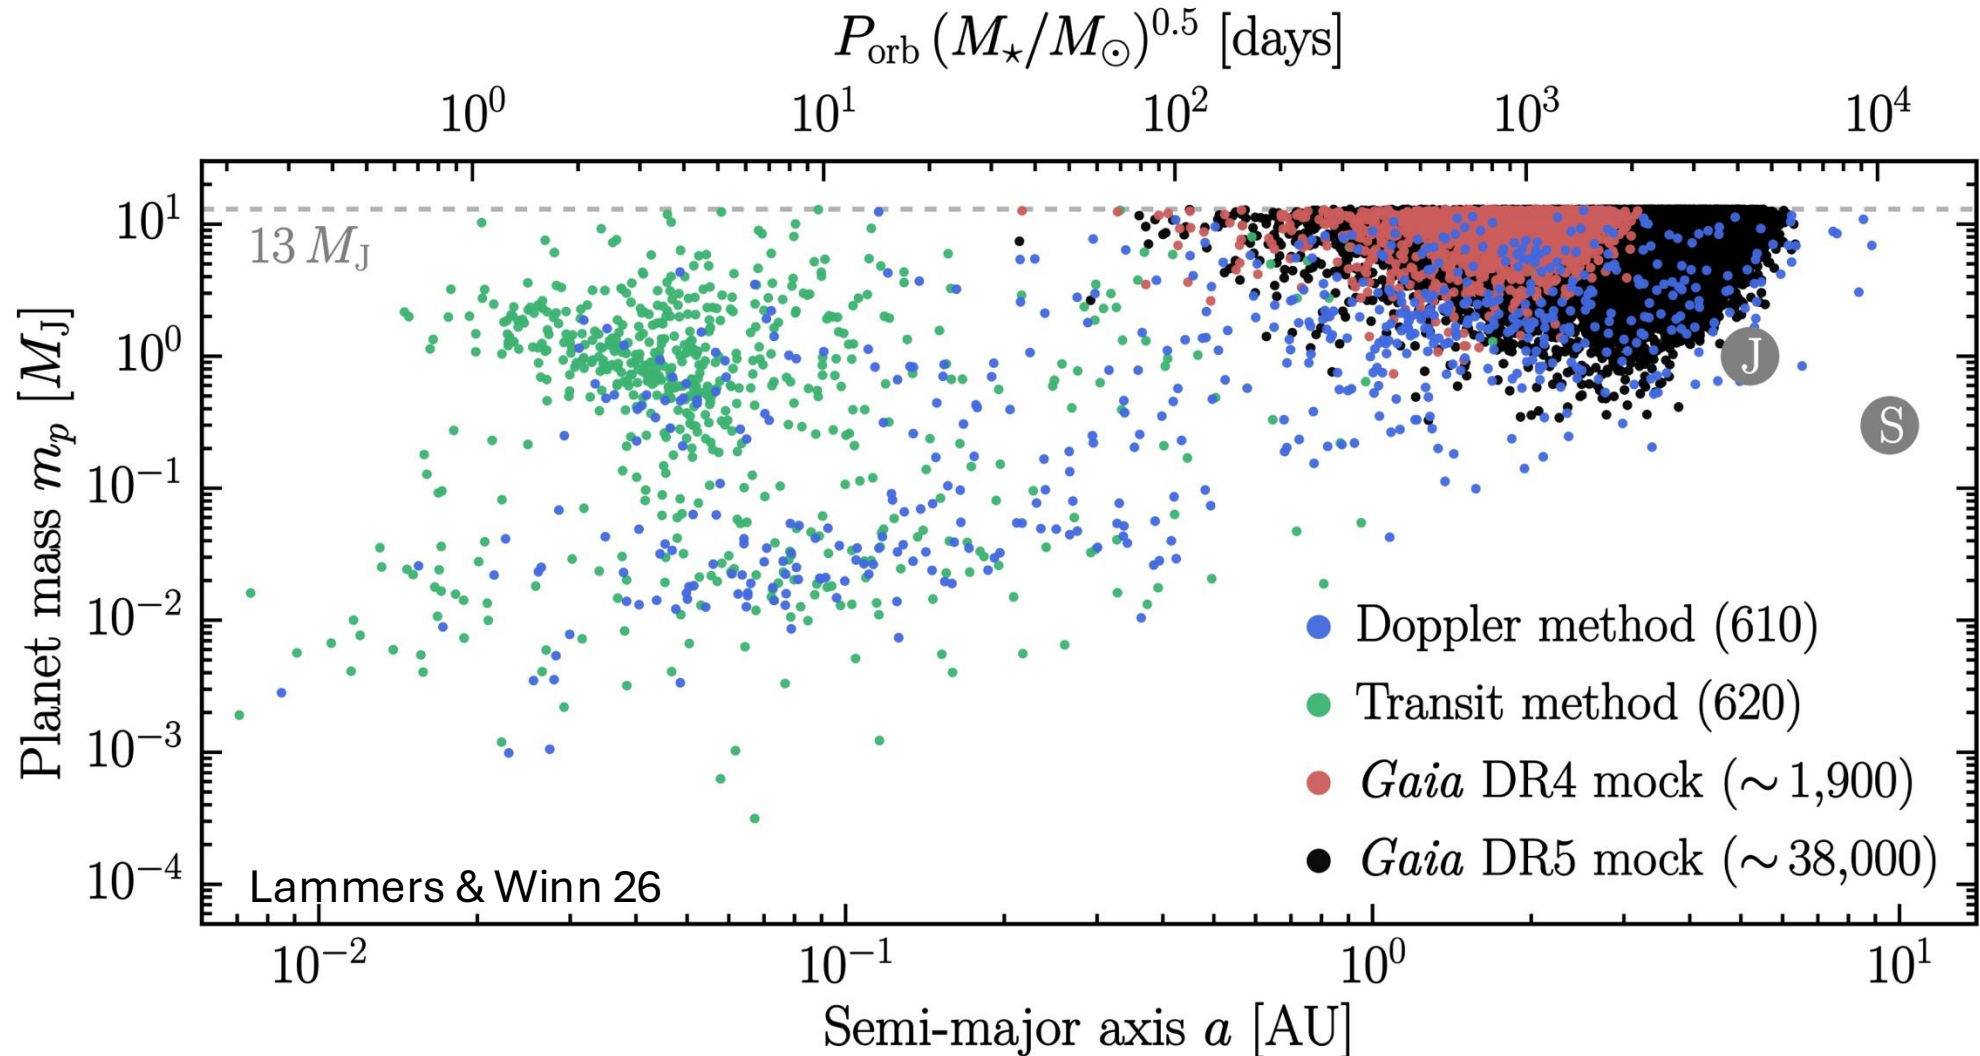 P_orb (M_⋆/M_⊙)^0.5 [days]
10^0 10^1 10^2 10^3 10^4
10^1
13 M_J
10^0
J
S
10^-1
10^-2
10^-3
10^-4
Planet mass m_p [M_J]
Doppler method (610)
Transit method (620)
Gaia DR4 mock (~1,900)
Gaia DR5 mock (~38,000)
Lammers & Winn 26
10^-2 10^-1 10^0 10^1
Semi-major axis a [AU]